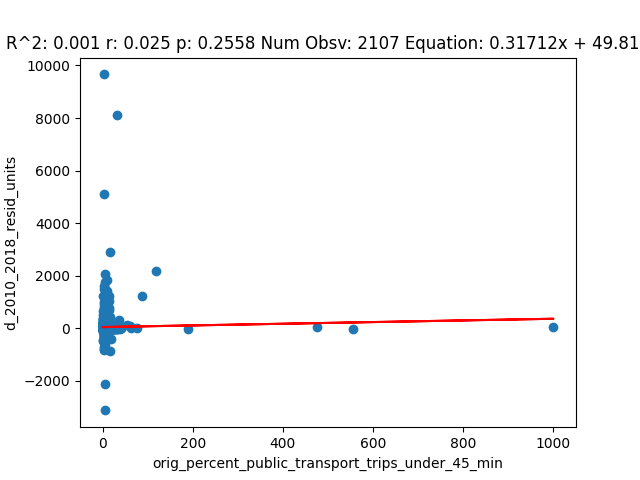 R^2: 0.001 r: 0.025 p: 0.2558 Num Obsv: 2107 Equation: 0.31712x + 49.81
10000
8000
6000
4000
2000
0
−2000
d_2010_2018_resid_units
0 200 400 600 800 1000
orig_percent_public_transport_trips_under_45_min